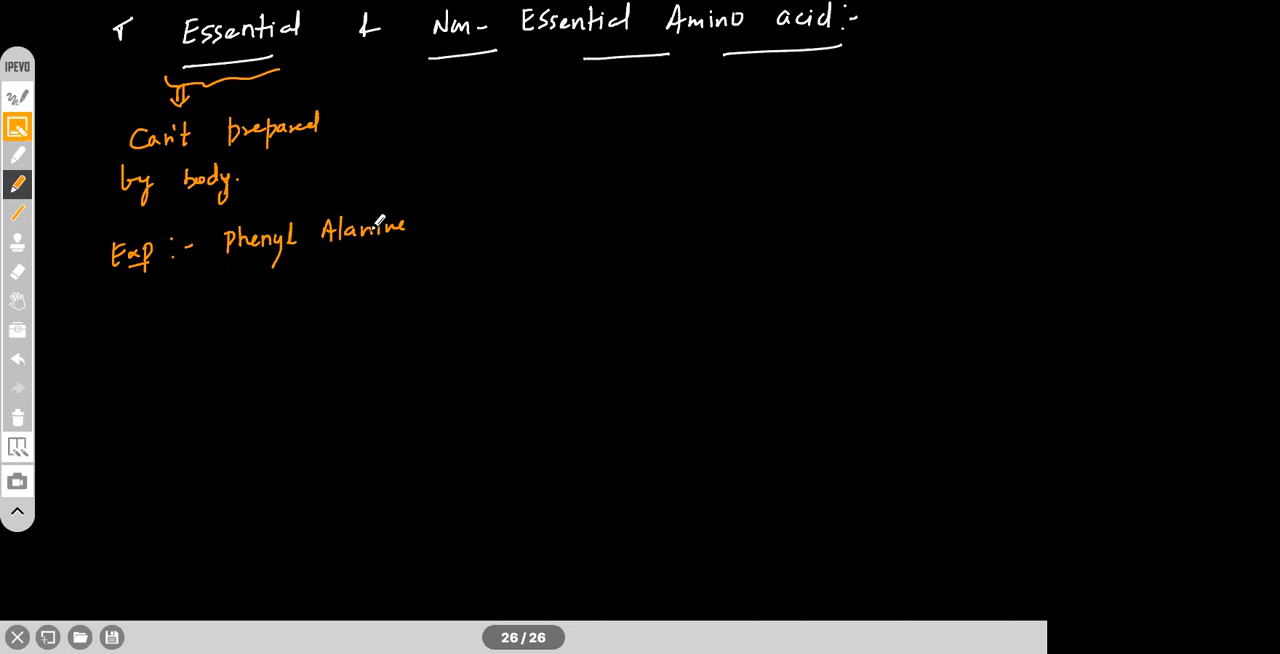 Essential & Non- Essential Amino acid:-
Can't prepared
by body.
Exp :- Phenyl Alanine
IPEVO
26 / 26